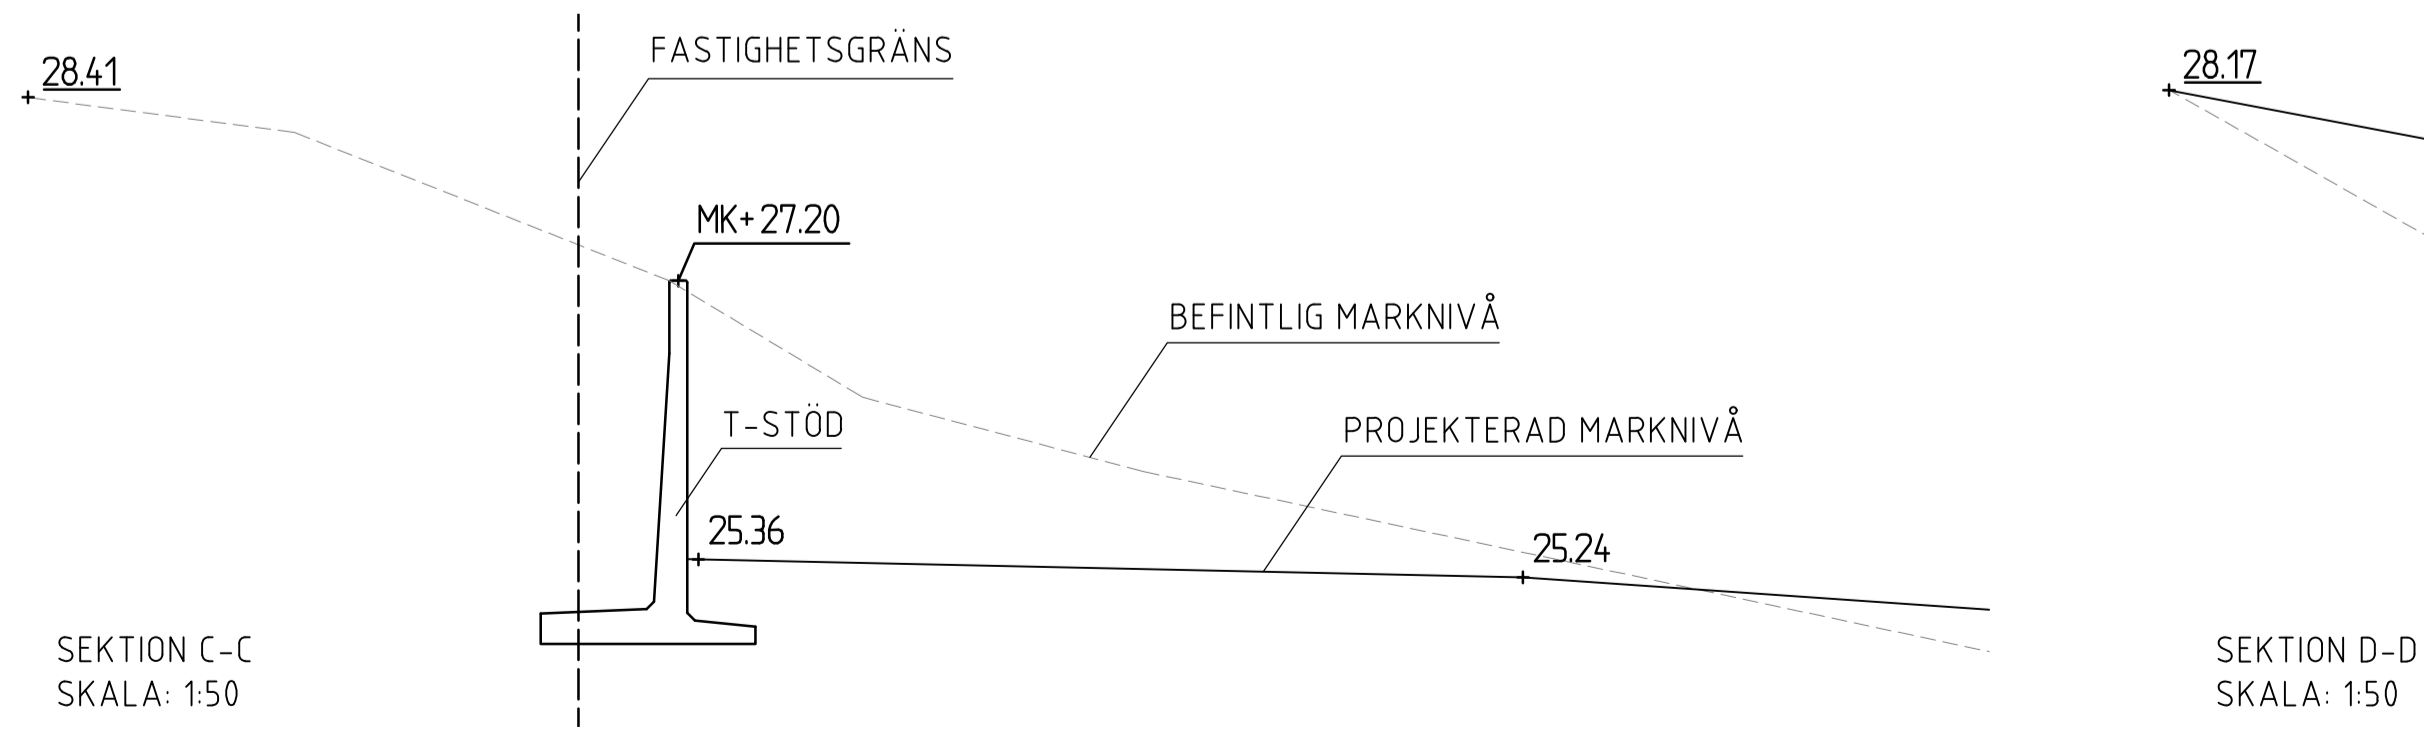 28.41
FASTIGHETSGRÄNS
28.17
MK+27.20
BEFINTLIG MARKNIVÅ
T-STÖD
PROJEKTERAD MARKNIVÅ
25.36
25.24
SEKTION C-C
SKALA: 1:50
SEKTION D-D
SKALA: 1:50